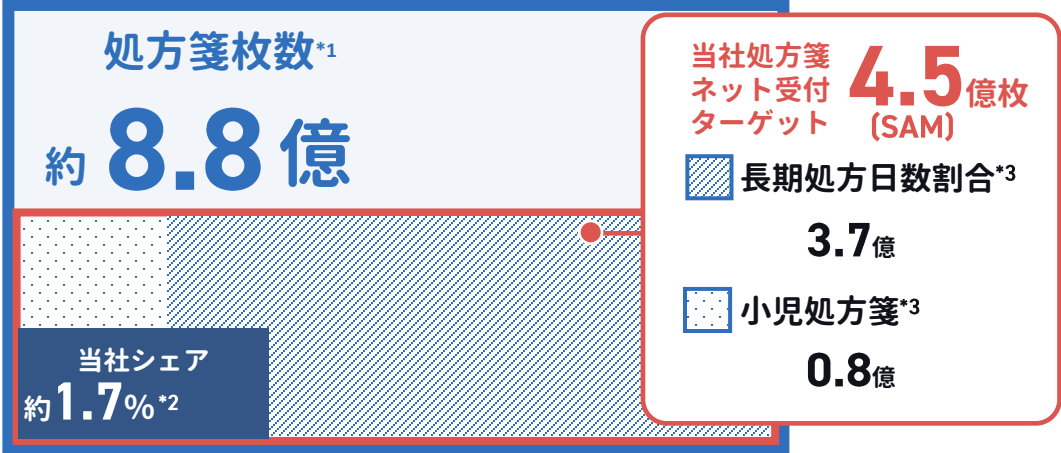 処方箋枚数*1
約8.8億
当社処方箋
ネット受付
ターゲット
4.5億枚
(SAM)
長期処方日数割合*3
3.7億
小児処方箋*3
0.8億
当社シェア
約1.7%*2